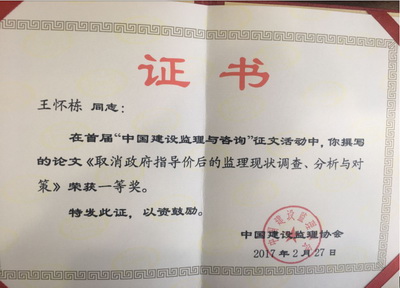 证书
王怀栋 同志：
在首届“中国建设监理与咨询”征文活动中，你撰写
的论文《取消政府指导价后的监理现状调查、分析与对
策》荣获一等奖。
特发此证，以资鼓励。
中国建设监理协会
2017年2月27日